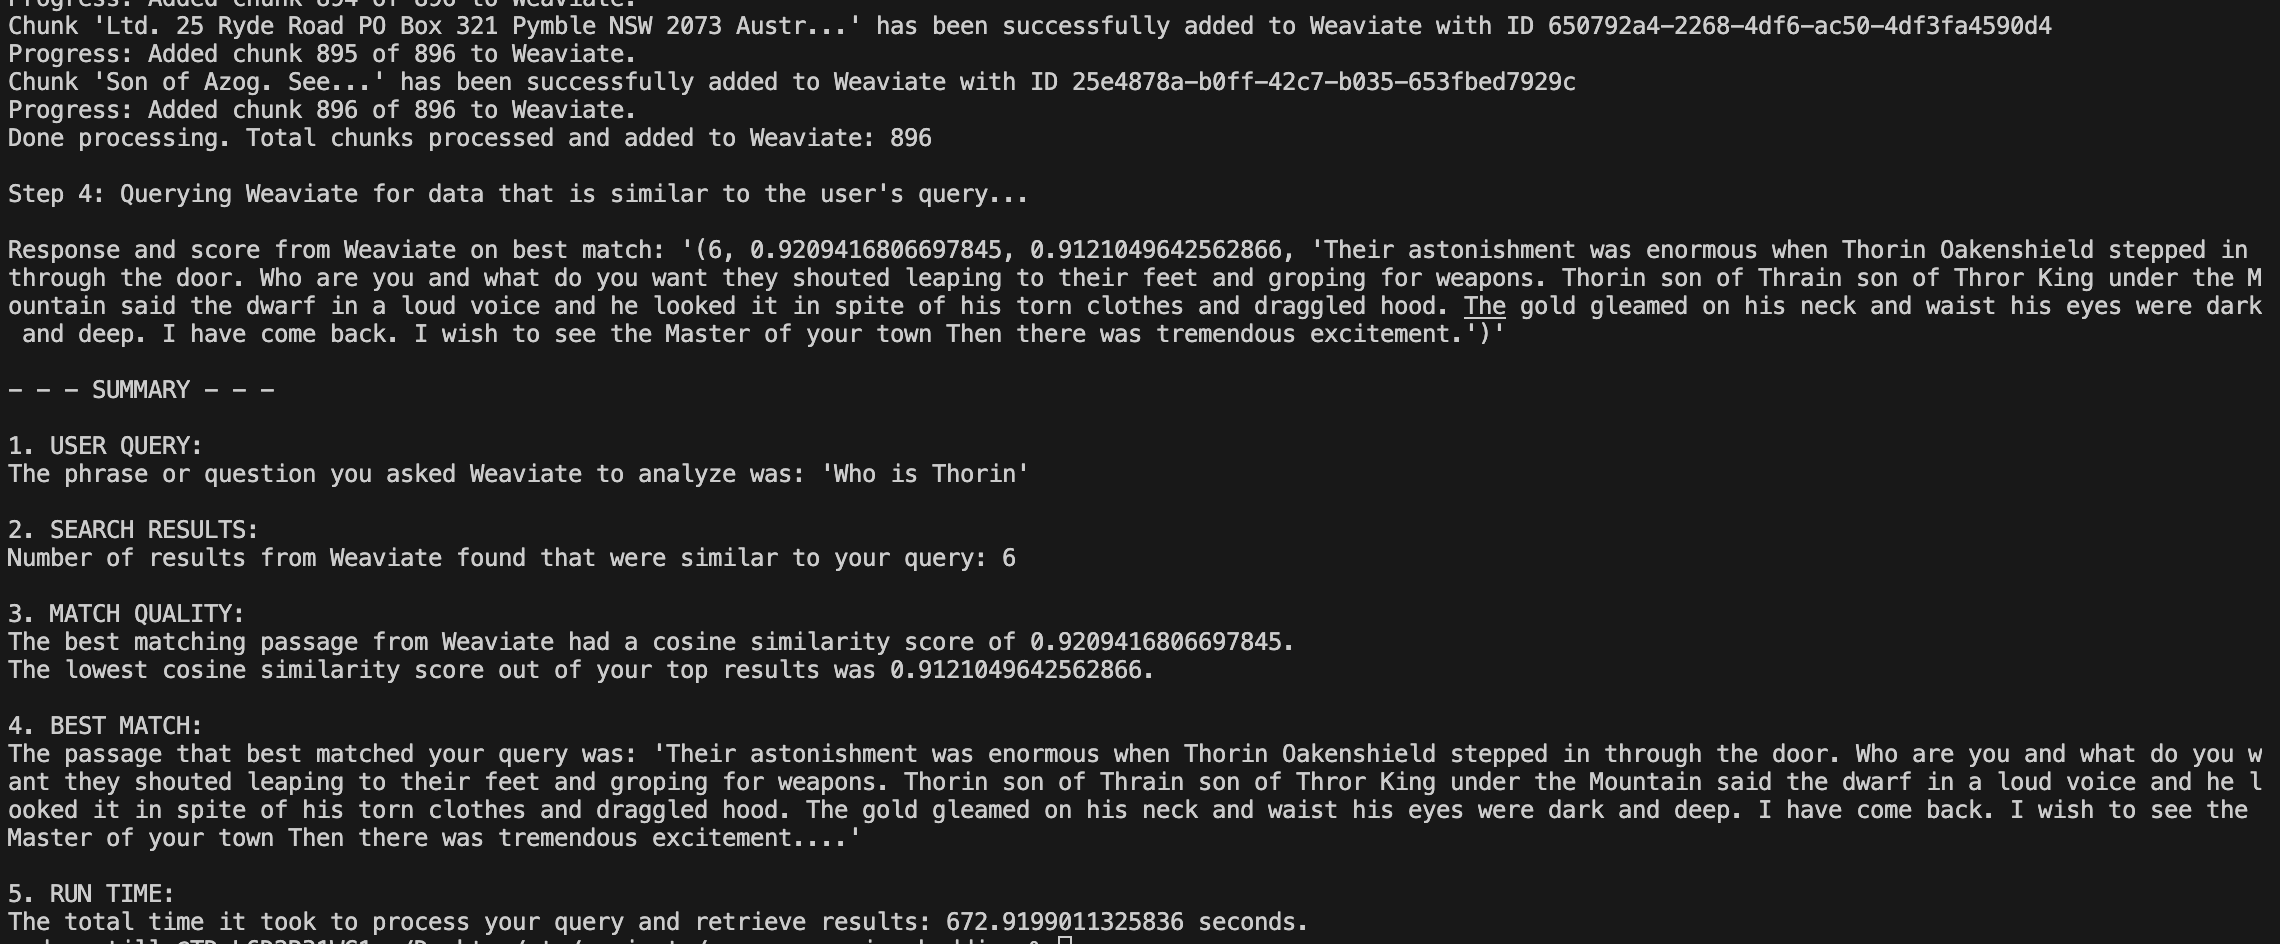 Progress: Added chunk 894 of 896 to Weaviate.
Chunk 'Ltd. 25 Ryde Road PO Box 321 Pymble NSW 2073 Austr...' has been successfully added to Weaviate with ID 650792a4-2268-4df6-ac50-4df3fa4590d4
Progress: Added chunk 895 of 896 to Weaviate.
Chunk 'Son of Azog. See...' has been successfully added to Weaviate with ID 25e4878a-b0ff-42c7-b035-653fbed7929c
Progress: Added chunk 896 of 896 to Weaviate.
Done processing. Total chunks processed and added to Weaviate: 896
Step 4: Querying Weaviate for data that is similar to the user's query...
Response and score from Weaviate on best match: '(6, 0.9209416806697845, 0.9121049642562866, 'Their astonishment was enormous when Thorin Oakenshield stepped in
through the door. Who are you and what do you want they shouted leaping to their feet and groping for weapons. Thorin son of Thrain son of Thror King under the M
ountain said the dwarf in a loud voice and he looked it in spite of his torn clothes and draggled hood. The gold gleamed on his neck and waist his eyes were dark
and deep. I have come back. I wish to see the Master of your town Then there was tremendous excitement.')'
- - - SUMMARY - - -
1. USER QUERY:
The phrase or question you asked Weaviate to analyze was: 'Who is Thorin'
2. SEARCH RESULTS:
Number of results from Weaviate found that were similar to your query: 6
3. MATCH QUALITY:
The best matching passage from Weaviate had a cosine similarity score of 0.9209416806697845.
The lowest cosine similarity score out of your top results was 0.9121049642562866.
4. BEST MATCH:
The passage that best matched your query was: 'Their astonishment was enormous when Thorin Oakenshield stepped in through the door. Who are you and what do you w
ant they shouted leaping to their feet and groping for weapons. Thorin son of Thrain son of Thror King under the Mountain said the dwarf in a loud voice and he l
ooked it in spite of his torn clothes and draggled hood. The gold gleamed on his neck and waist his eyes were dark and deep. I have come back. I wish to see the
Master of your town Then there was tremendous excitement....'
5. RUN TIME:
The total time it took to process your query and retrieve results: 672.9199011325836 seconds.